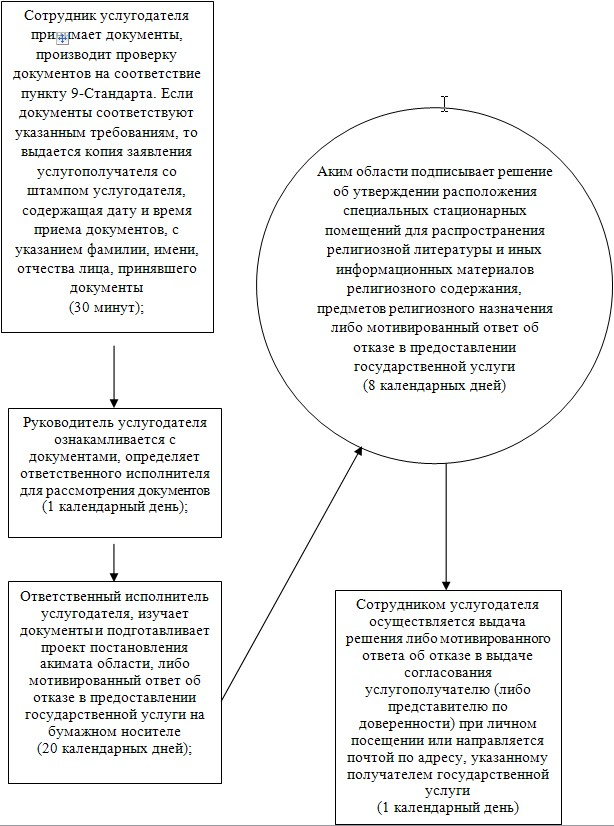 Сотрудник услугодателя
принимает документы,
производит проверку
документов на соответствие
пункту 9-Стандарта. Если
документы соответствуют
указанным требованиям, то
выдается копия заявления
услугополучателя со
штампом услугодателя,
содержащая дату и время
приема документов, с
указанием фамилии, имени,
отчества лица, принявшего
документы
(30 минут);
Руководитель услугодателя
ознакамливается с
документами, определяет
ответственного исполнителя
для рассмотрения документов
(1 календарный день);
Ответственный исполнитель
услугодателя, изучает
документы и подготавливает
проект постановления
акимата области, либо
мотивированный ответ об
отказе в предоставлении
государственной услуги на
бумажном носителе
(20 календарных дней);
Аким области подписывает решение
об утверждении расположения
специальных стационарных
помещений для распространения
религиозной литературы и иных
информационных материалов
религиозного содержания,
предметов религиозного назначения
либо мотивированный ответ об
отказе в предоставлении
государственной услуги
(8 календарных дней)
Сотрудником услугодателя
осуществляется выдача
решения либо мотивированного
ответа об отказе в выдаче
согласования
услугополучателю (либо
представителю по
доверенности) при личном
посещении или направляется
почтой по адресу, указанному
получателем государственной
услуги
(1 календарный день)